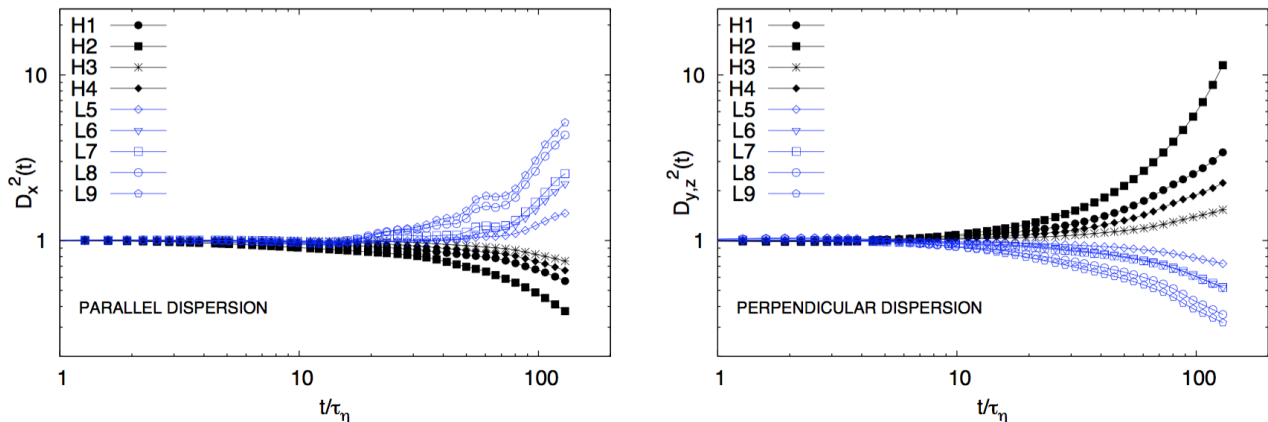 H1
H2
H3
H4
L5
L6
L7
L8
L9
10
1
D_x^2(t)
PARALLEL DISPERSION
1
10
100
t/τ_η
H1
H2
H3
H4
L5
L6
L7
L8
L9
10
1
D_{y,z}^2(t)
PERPENDICULAR DISPERSION
1
10
100
t/τ_η